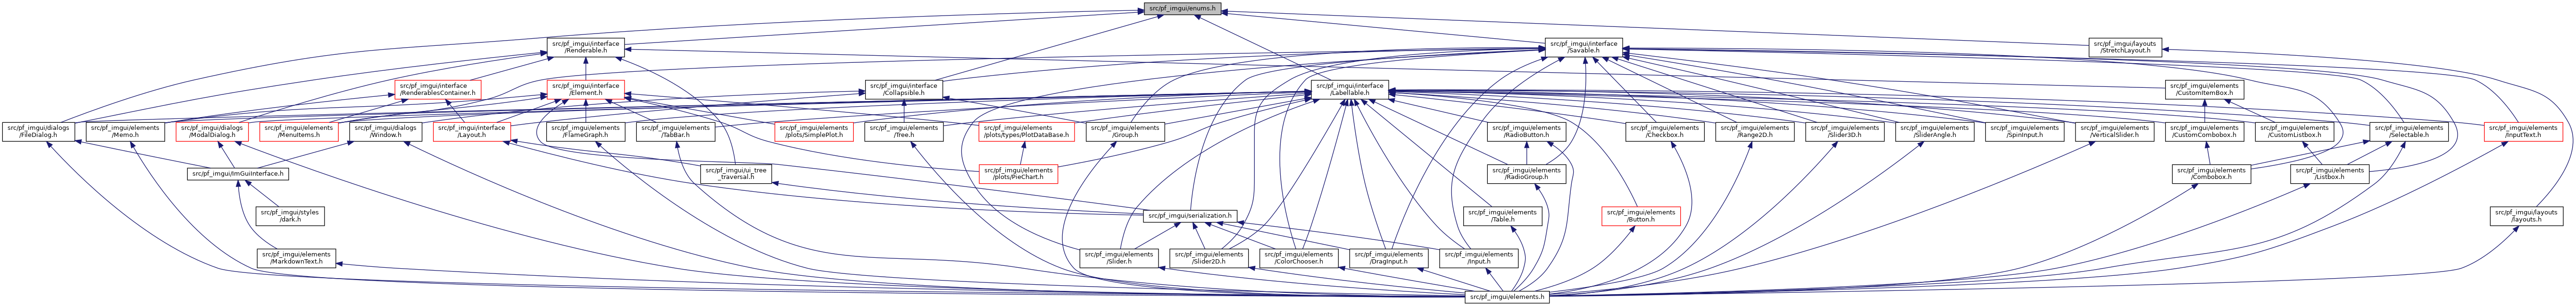 src/pf_imgui/enums.h
src/pf_imgui/interface
/Renderable.h
src/pf_imgui/interface
/Savable.h
src/pf_imgui/layouts
/StretchLayout.h
src/pf_imgui/interface
/RenderablesContainer.h
src/pf_imgui/interface
/Element.h
src/pf_imgui/interface
/Collapsible.h
src/pf_imgui/interface
/Labellable.h
src/pf_imgui/elements
/CustomItemBox.h
src/pf_imgui/dialogs
/FileDialog.h
src/pf_imgui/elements
/Memo.h
src/pf_imgui/dialogs
/ModalDialog.h
src/pf_imgui/elements
/MenuItems.h
src/pf_imgui/dialogs
/Window.h
src/pf_imgui/interface
/Layout.h
src/pf_imgui/elements
/FlameGraph.h
src/pf_imgui/elements
/TabBar.h
src/pf_imgui/elements
/plots/SimplePlot.h
src/pf_imgui/elements
/Tree.h
src/pf_imgui/elements
/plots/types/PlotDataBase.h
src/pf_imgui/elements
/Group.h
src/pf_imgui/elements
/RadioButton.h
src/pf_imgui/elements
/Checkbox.h
src/pf_imgui/elements
/Range2D.h
src/pf_imgui/elements
/Slider3D.h
src/pf_imgui/elements
/SliderAngle.h
src/pf_imgui/elements
/SpinInput.h
src/pf_imgui/elements
/VerticalSlider.h
src/pf_imgui/elements
/CustomCombobox.h
src/pf_imgui/elements
/CustomListbox.h
src/pf_imgui/elements
/Selectable.h
src/pf_imgui/elements
/InputText.h
src/pf_imgui/ImGuiInterface.h
src/pf_imgui/ui_tree
_traversal.h
src/pf_imgui/elements
/plots/PieChart.h
src/pf_imgui/elements
/RadioGroup.h
src/pf_imgui/elements
/Combobox.h
src/pf_imgui/elements
/Listbox.h
src/pf_imgui/styles
/dark.h
src/pf_imgui/serialization.h
src/pf_imgui/elements
/Table.h
src/pf_imgui/elements
/Button.h
src/pf_imgui/layouts
/layouts.h
src/pf_imgui/elements
/MarkdownText.h
src/pf_imgui/elements
/Slider.h
src/pf_imgui/elements
/Slider2D.h
src/pf_imgui/elements
/ColorChooser.h
src/pf_imgui/elements
/DragInput.h
src/pf_imgui/elements
/Input.h
src/pf_imgui/elements.h